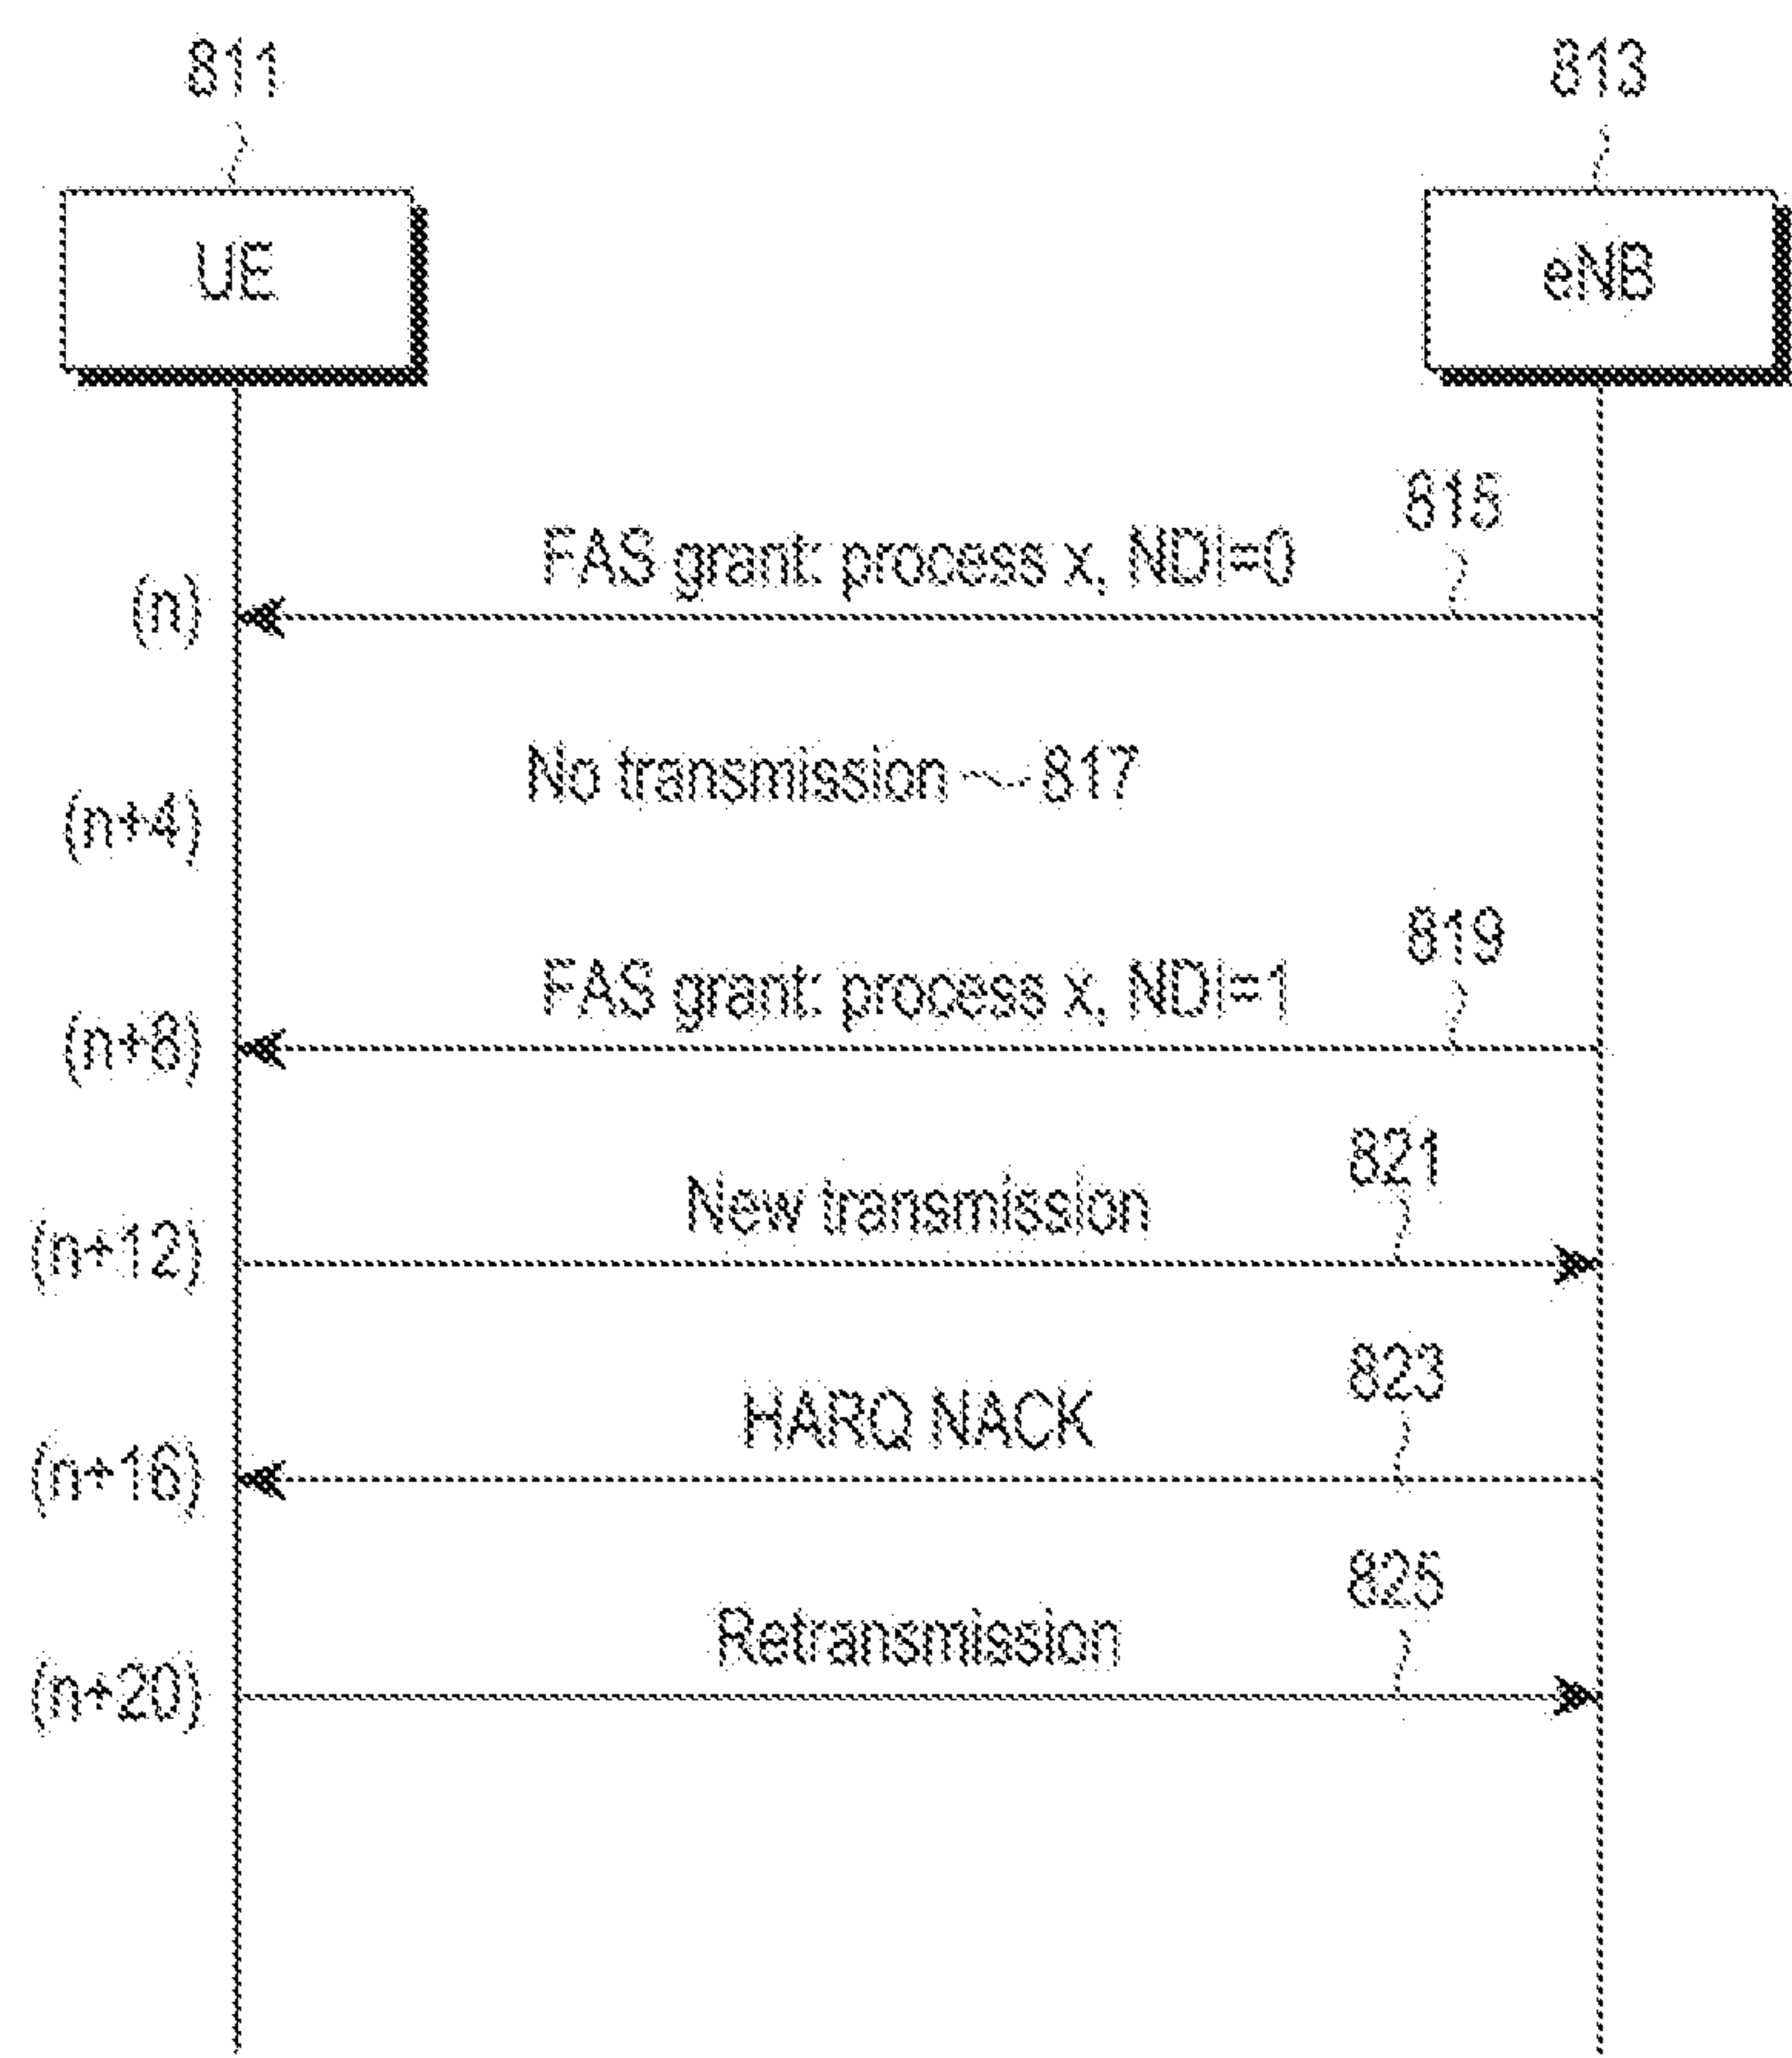 811
813
UE
eNB
815
FAS grant: process x, NDI=0
(n)
No transmission 817
(n+4)
819
FAS grant: process x, NDI=1
(n+8)
821
New transmission
(n+12)
823
HARQ NACK
(n+16)
825
Retransmission
(n+20)